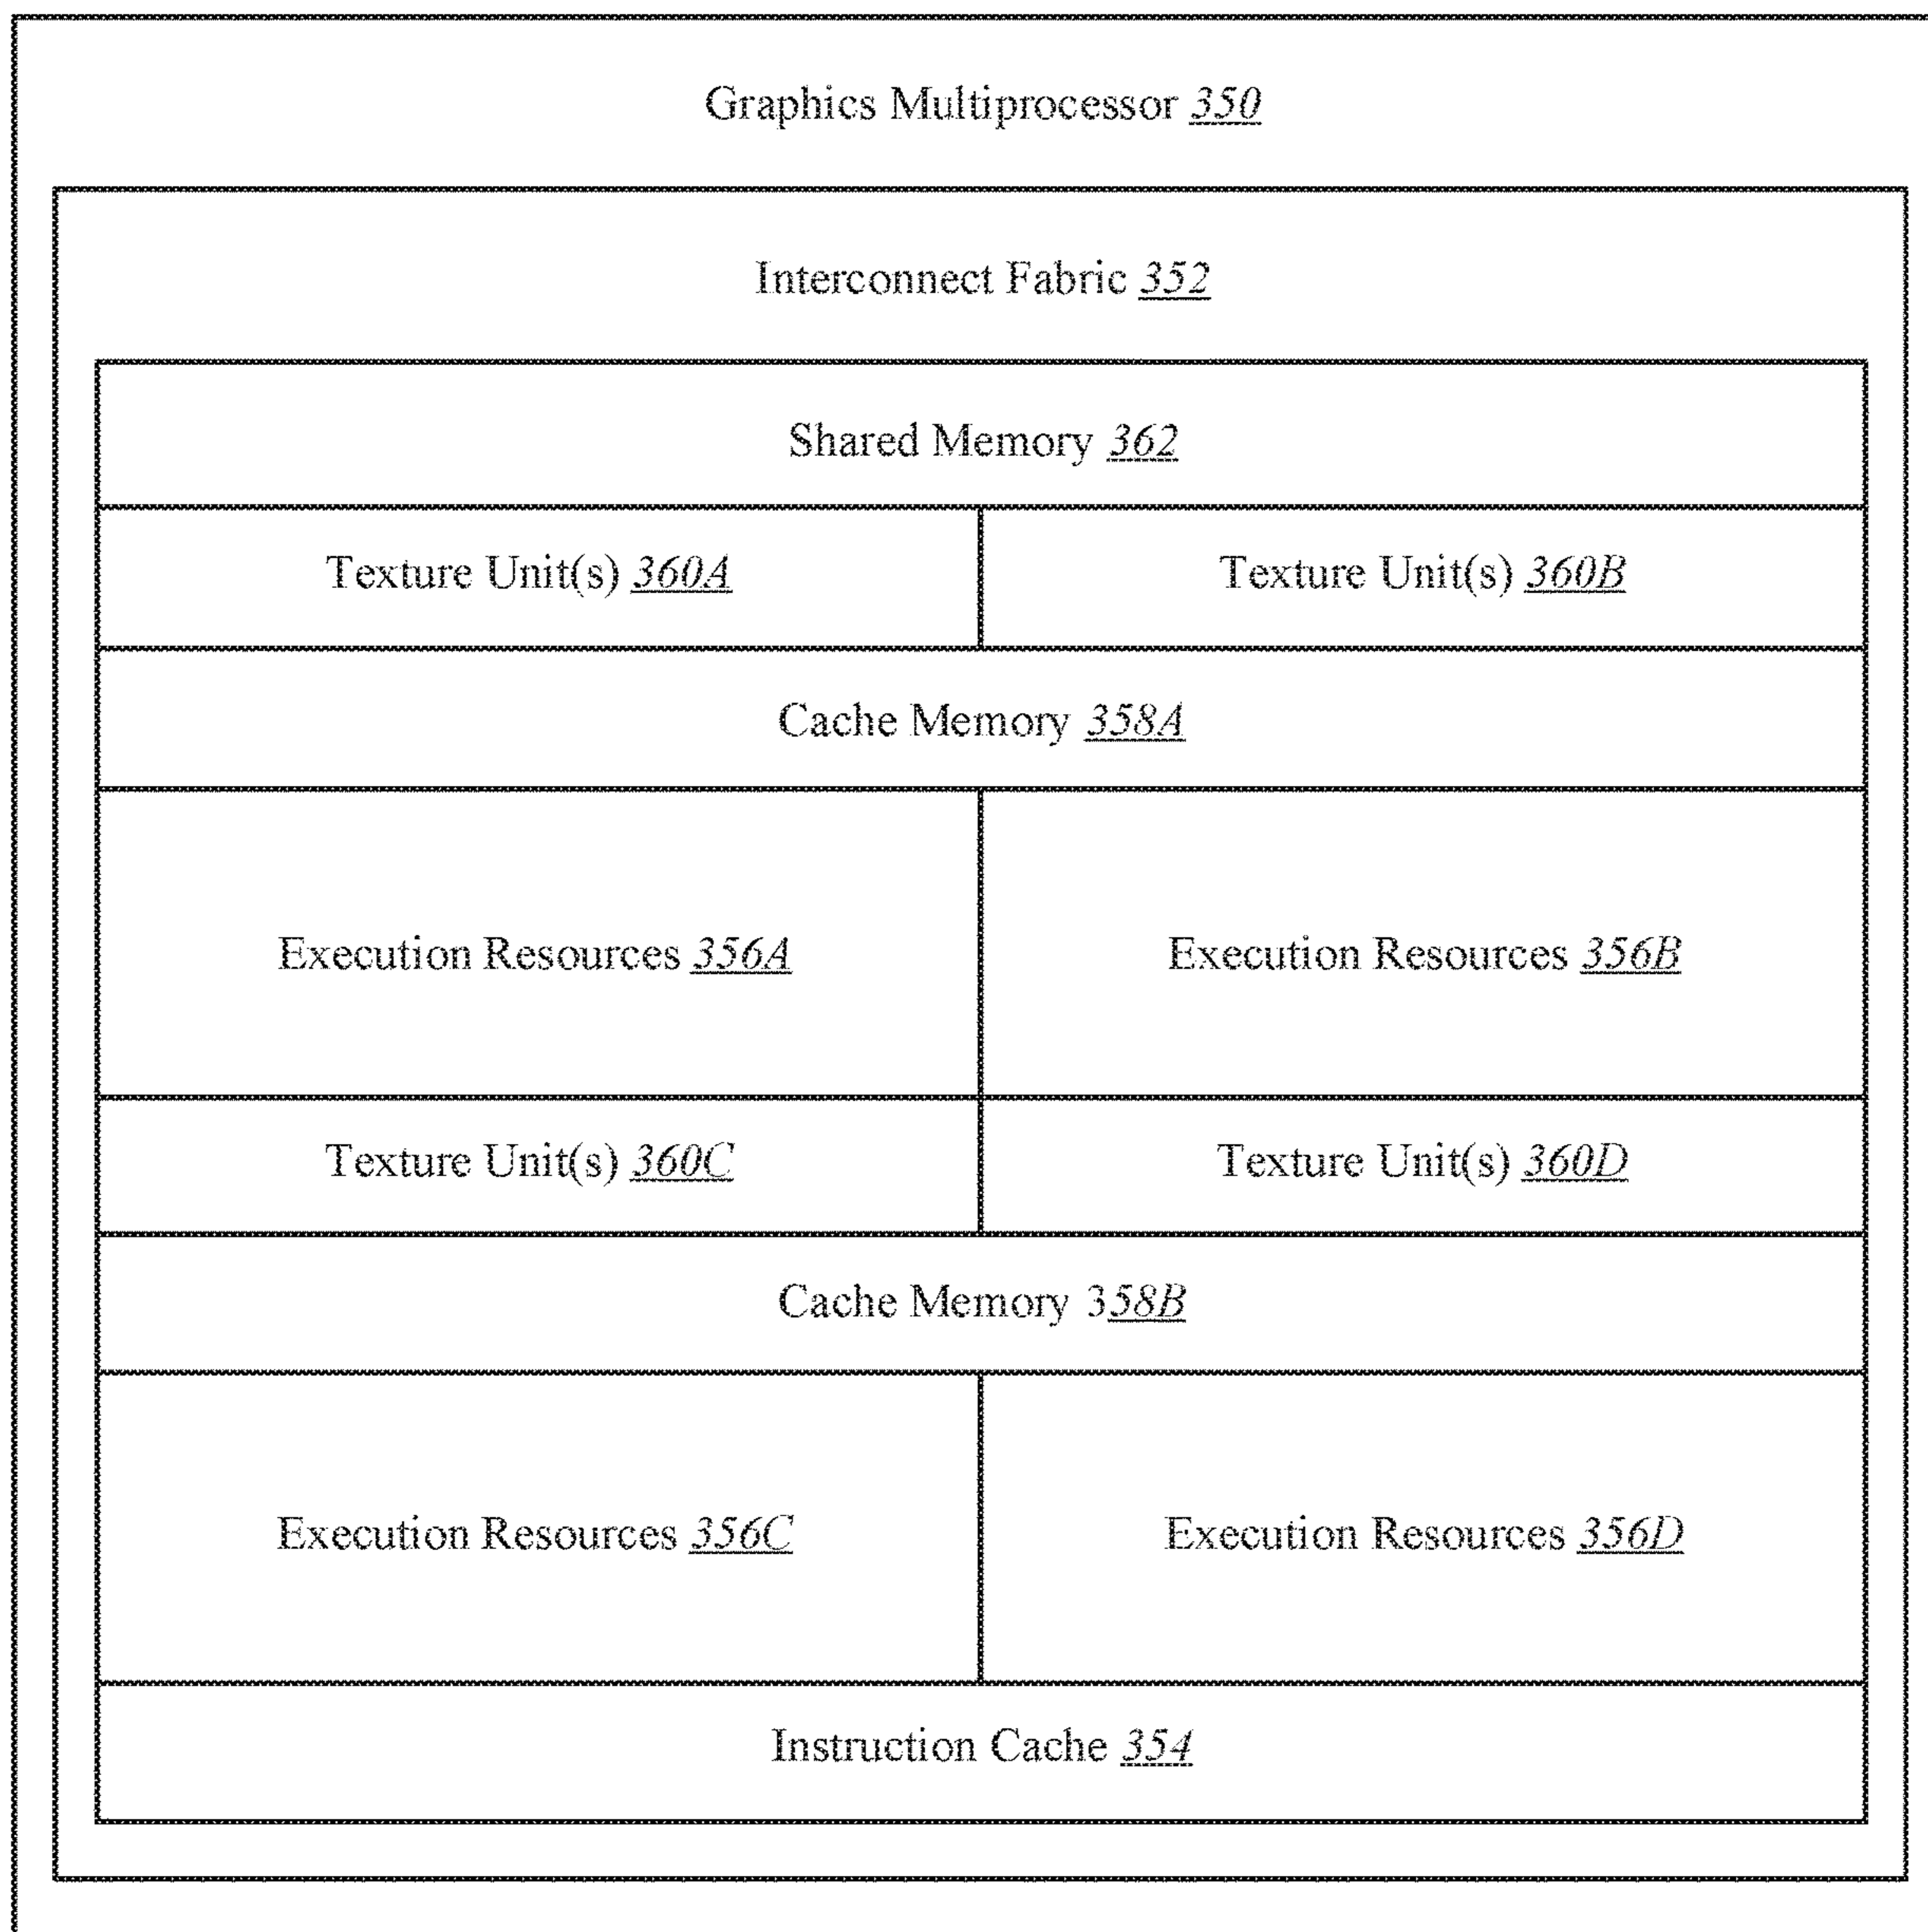 Graphics Multiprocessor 350
Interconnect Fabric 352
Shared Memory 362
Texture Unit(s) 360A
Texture Unit(s) 360B
Cache Memory 358A
Execution Resources 356A
Execution Resources 356B
Texture Unit(s) 360C
Texture Unit(s) 360D
Cache Memory 358B
Execution Resources 356C
Execution Resources 356D
Instruction Cache 354